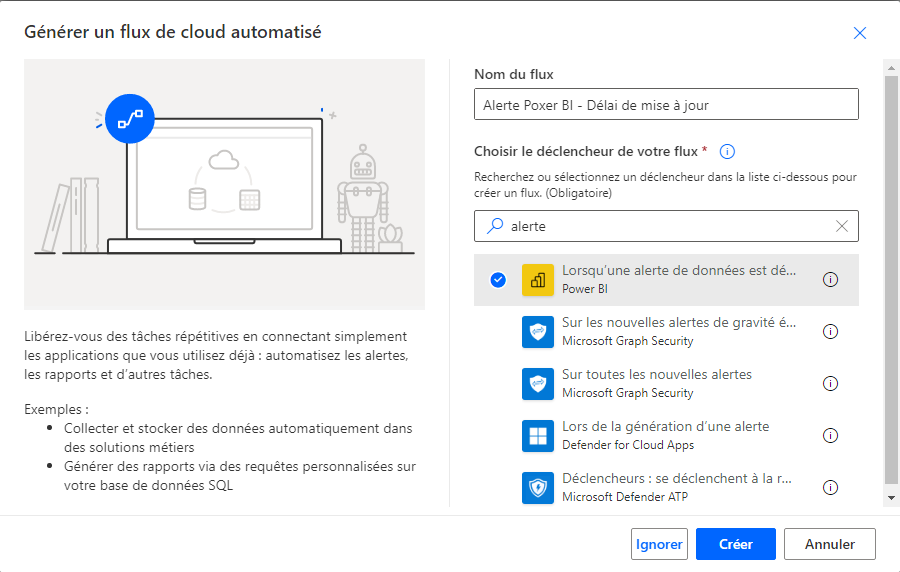 Générer un flux de cloud automatisé
Libérez-vous des tâches répétitives en connectant simplement
les applications que vous utilisez déjà : automatisez les alertes,
les rapports et d’autres tâches.
Exemples :
• Collecter et stocker des données automatiquement dans
des solutions métiers
• Générer des rapports via des requêtes personnalisées sur
votre base de données SQL
Nom du flux
Alerte Poxer BI - Délai de mise à jour
Choisir le déclencheur de votre flux *
Recherchez ou sélectionnez un déclencheur dans la liste ci-dessous pour
créer un flux. (Obligatoire)
alerte
Lorsqu’une alerte de données est dé...
Power BI
Sur les nouvelles alertes de gravité é...
Microsoft Graph Security
Sur toutes les nouvelles alertes
Microsoft Graph Security
Lors de la génération d’une alerte
Defender for Cloud Apps
Déclencheurs : se déclenchent à la r...
Microsoft Defender ATP
Ignorer
Créer
Annuler